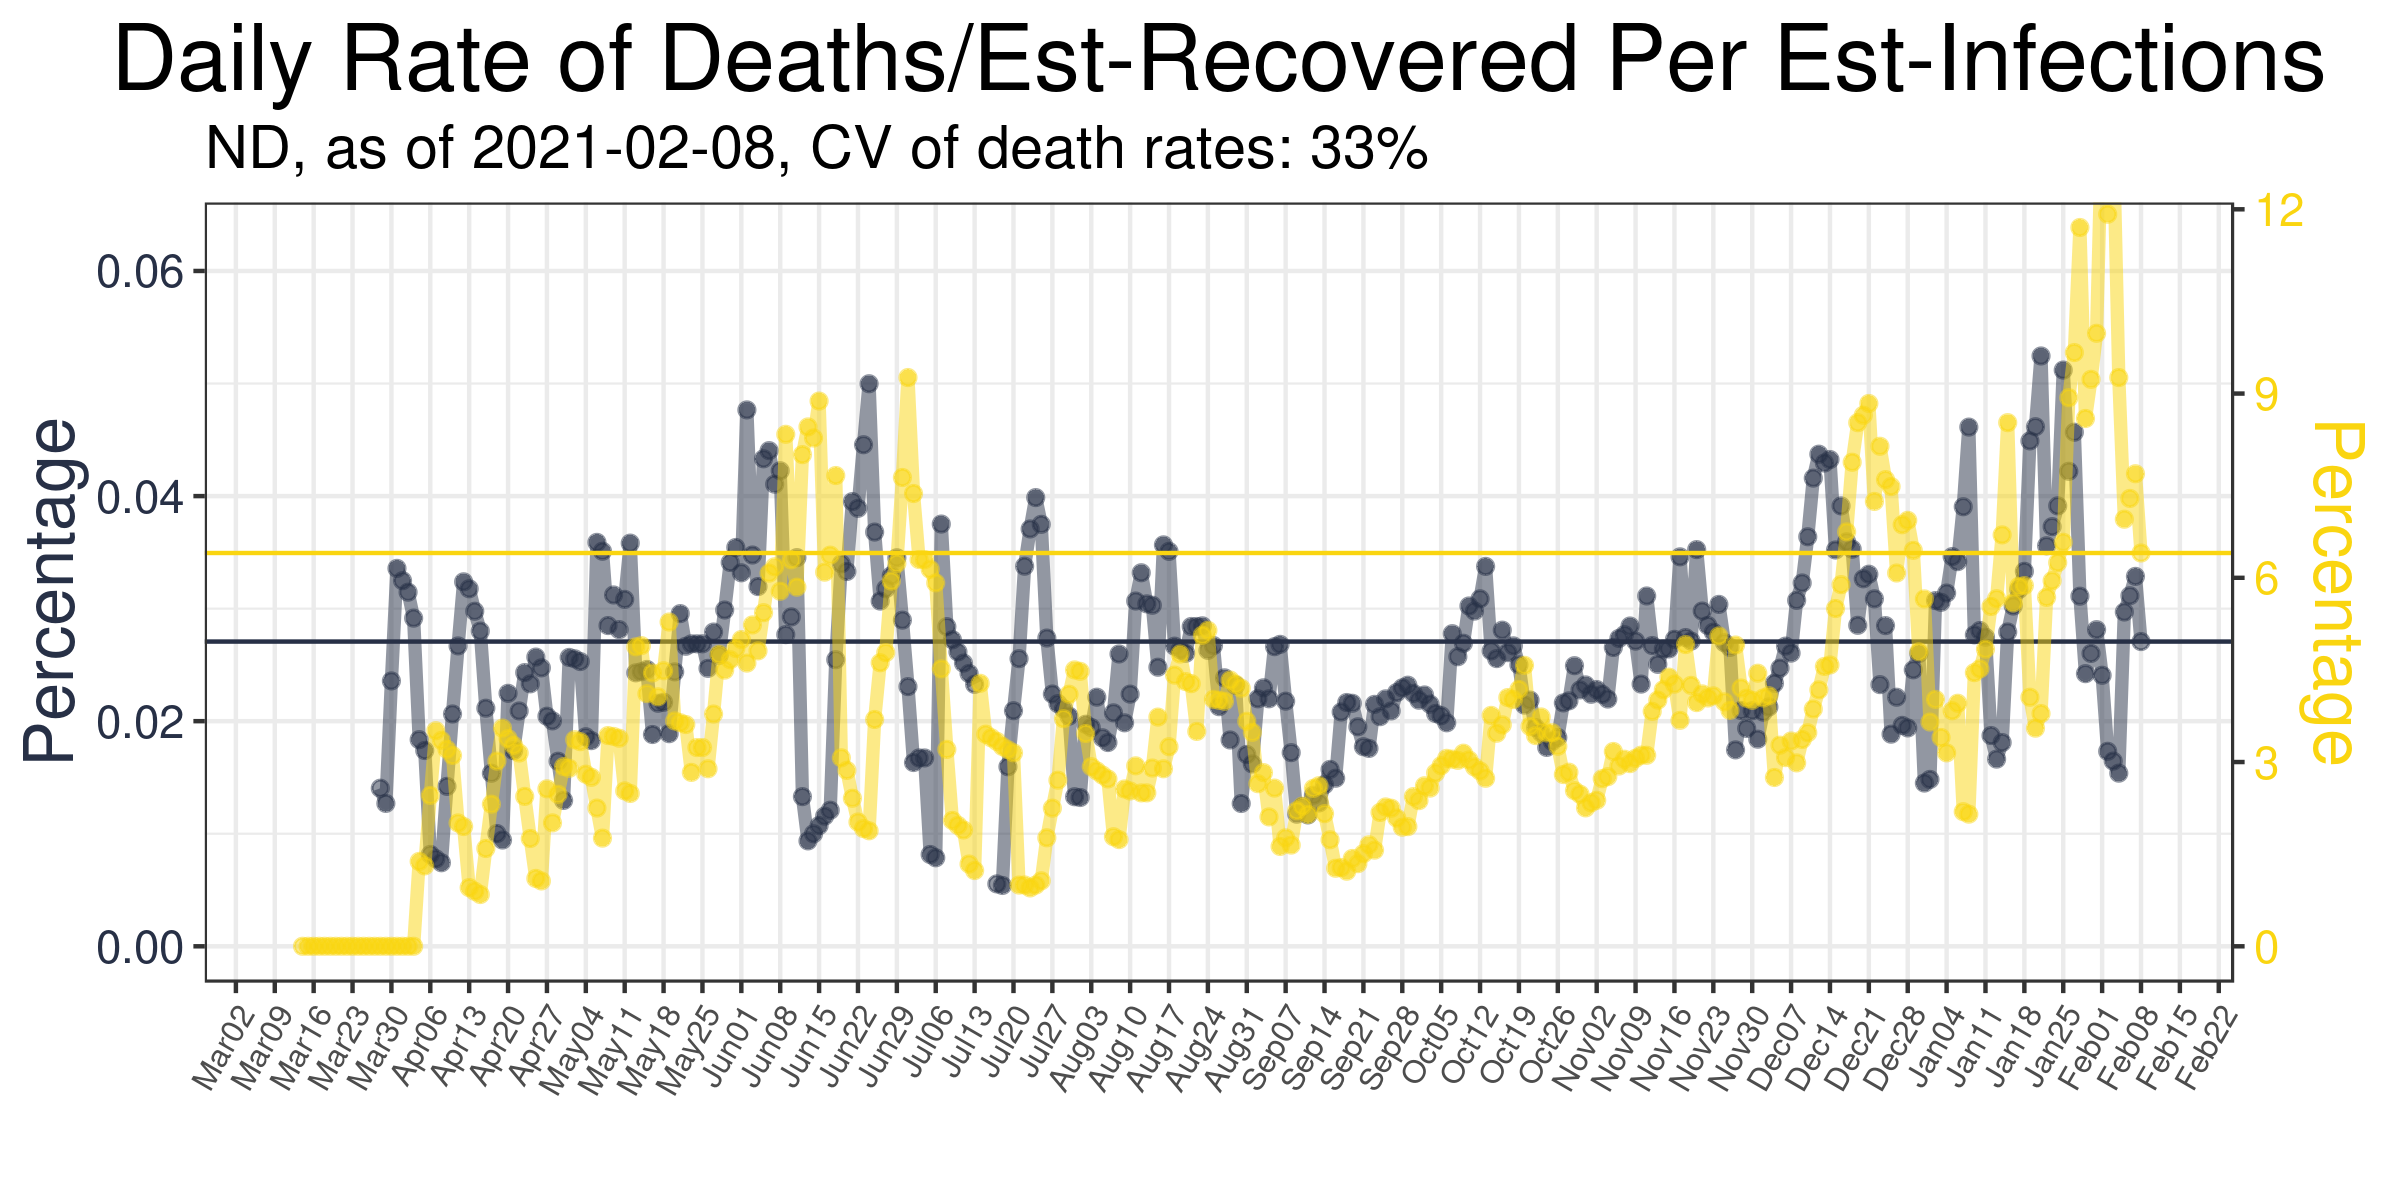 Daily Rate of Deaths/Est-Recovered Per Est-Infections
ND, as of 2021-02-08, CV of death rates: 33%
12
0.06
9
0.04
Percentage
Percentage
6
0.02
3
0.00
0
Mar02 Mar09 Mar16 Mar23 Mar30 Apr06 Apr13 Apr20 Apr27 May04 May11 May18 May25 Jun01 Jun08 Jun15 Jun22 Jun29 Jul06 Jul13 Jul20 Jul27 Aug03 Aug10 Aug17 Aug24 Aug31 Sep07 Sep14 Sep21 Sep28 Oct05 Oct12 Oct19 Oct26 Nov02 Nov09 Nov16 Nov23 Nov30 Dec07 Dec14 Dec21 Dec28 Jan04 Jan11 Jan18 Jan25 Feb01 Feb08 Feb15 Feb22